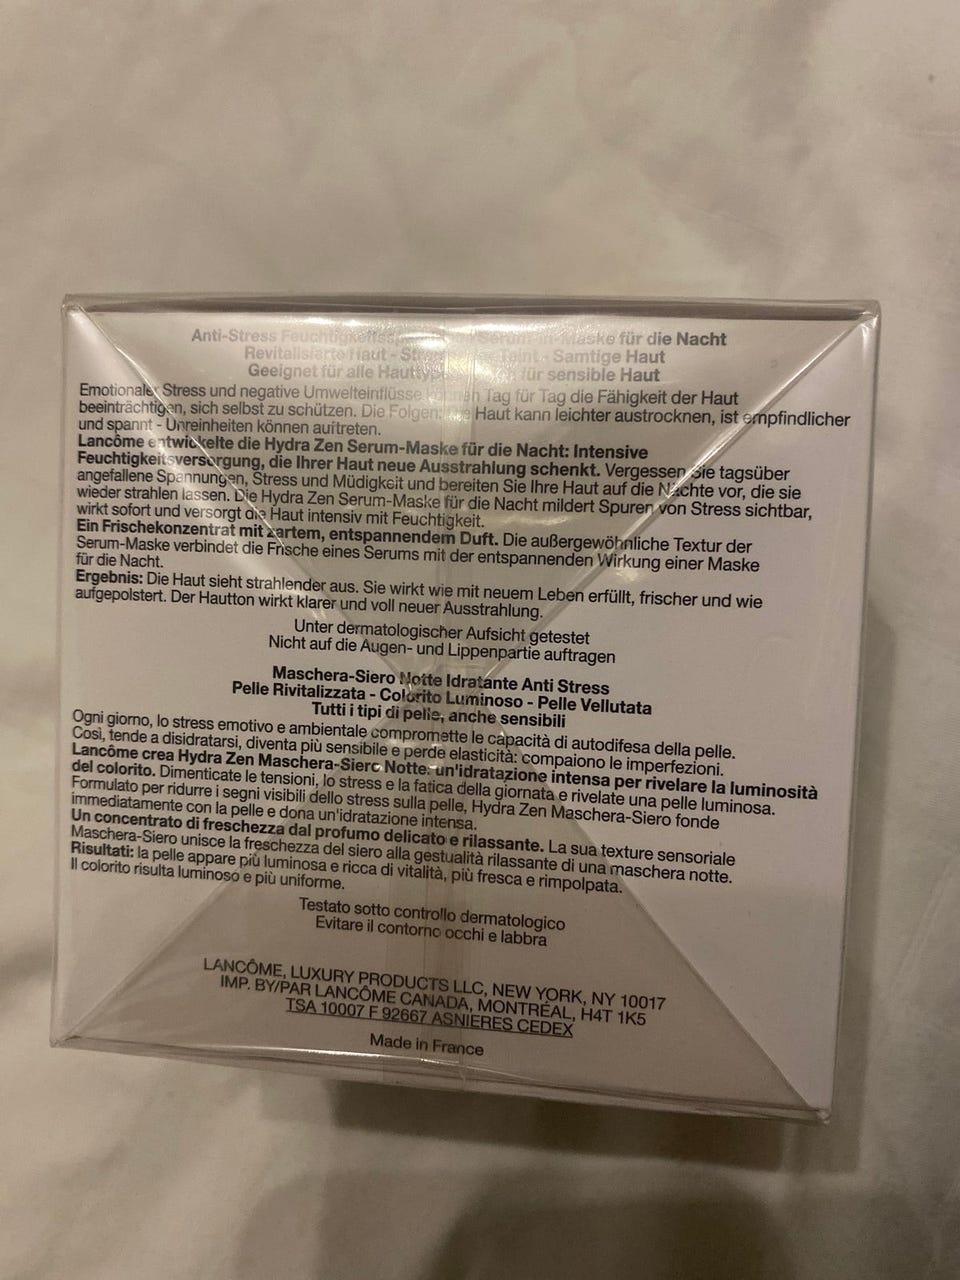 Anti-Stress Serum-in-Maske für die Nacht
Revitalisierte Haut - Teint - Samtige Haut
Geeignet für alle für sensible Haut
Emotionaler Stress und negative Umwelteinflüsse können Tag für Tag die Fähigkeit der Haut
beeinträchtigen, sich selbst zu schützen. Die Folgen: Haut kann leichter austrocknen, ist empfindlicher
und spannt - Unreinheiten können auftreten.
Lancôme entwickelte die Hydra Zen Serum-Maske für die Nacht: Intensive
Feuchtigkeitsversorgung, die Ihrer Haut neue Ausstrahlung schenkt. Vergessen Sie tagsüber
angefallene Spannungen, Stress und Müdigkeit und bereiten Sie Ihre Haut auf die Nächte vor, die sie
wieder strahlen lassen. Die Hydra Zen Serum-Maske für die Nacht mildert Spuren von Stress sichtbar,
wirkt sofort und versorgt die Haut intensiv mit Feuchtigkeit.
Ein Frischekonzentrat mit zartem, entspannendem Duft. Die außergewöhnliche Textur der
Serum-Maske verbindet die Frische eines Serums mit der entspannenden Wirkung einer Maske
für die Nacht.
Ergebnis: Die Haut sieht strahlender aus. Sie wirkt wie mit neuem Leben erfüllt, frischer und wie
aufgepolstert. Der Hautton wirkt klarer und voll neuer Ausstrahlung.
Unter dermatologischer Aufsicht getestet
Nicht auf die Augen- und Lippenpartie auftragen
Maschera-Siero Notte Idratante Anti Stress
Pelle Rivitalizzata - Colorito Luminoso - Pelle Vellutata
Tutti i tipi di pelle, anche sensibili
Ogni giorno, lo stress emotivo e ambientale compromette le capacità di autodifesa della pelle.
Così, tende a disidratarsi, diventa più sensibile e perde elasticità: compaiono le imperfezioni.
Lancôme crea Hydra Zen Maschera-Siero Notte: un'idratazione intensa per rivelare la luminosità
del colorito. Dimenticate le tensioni, lo stress e la fatica della giornata e rivelate una pelle luminosa.
Formulato per ridurre i segni visibili dello stress sulla pelle, Hydra Zen Maschera-Siero fonde
immediatamente con la pelle e dona un'idratazione intensa.
Un concentrato di freschezza dal profumo delicato e rilassante. La sua texture sensoriale
Maschera-Siero unisce la freschezza del siero alla gestualità rilassante di una maschera notte.
Risultati: la pelle appare più luminosa e ricca di vitalità, più fresca e rimpolpata.
Il colorito risulta luminoso e più uniforme.
Testato sotto controllo dermatologico
Evitare il contorno occhi e labbra
LANCÔME, LUXURY PRODUCTS LLC, NEW YORK, NY 10017
IMP. BY/PAR LANCÔME CANADA, MONTRÉAL, H4T 1K5
TSA 10007 F 92667 ASNIERES CEDEX
Made in France